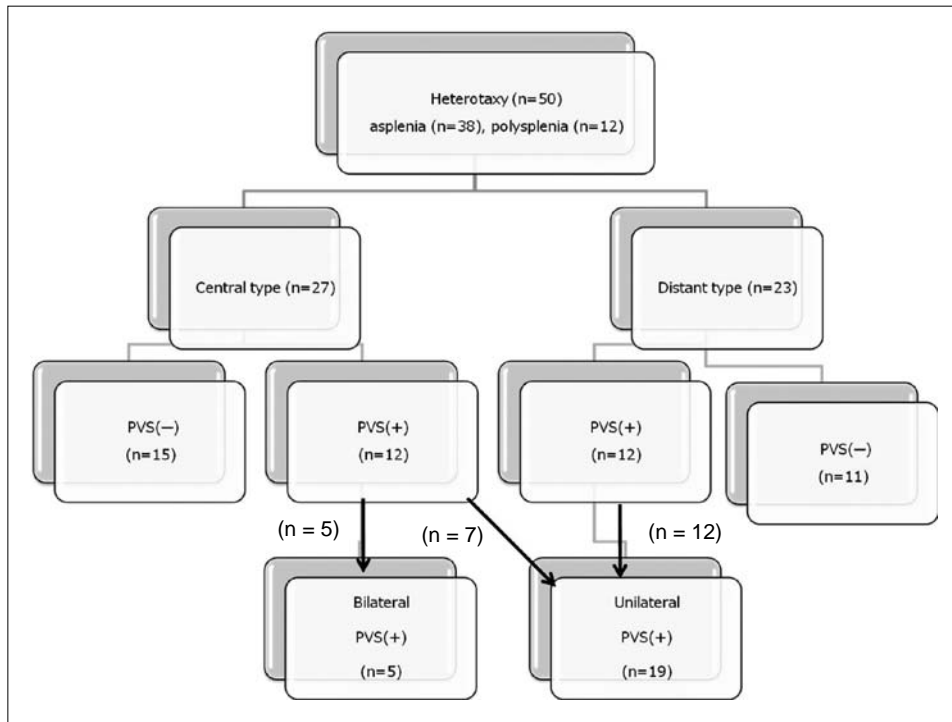 Heterotaxy (n=50)
asplenia (n=38), polysplenia (n=12)
Central type (n=27)
Distant type (n=23)
PVS(−)
(n=15)
PVS(+)
(n=12)
PVS(+)
(n=12)
PVS(−)
(n=11)
(n = 5)
(n = 7)
(n = 12)
Bilateral
PVS(+)
(n=5)
Unilateral
PVS(+)
(n=19)